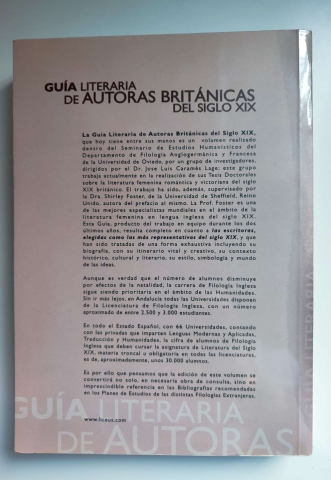 GUÍA LITERARIA
DE AUTORAS BRITÁNICAS
DEL SIGLO XIX
La Guía Literaria de Autoras Británicas del Siglo XIX,
que hoy tiene entre sus manos es un volumen realizado
dentro del Seminario de Estudios Humanísticos del
Departamento de Filología Anglogermánica y Francesa
de la Universidad de Oviedo, por un grupo de investigadores,
dirigidos por el Dr. Jose Luis Caramés Lage; este grupo
trabaja actualmente en la realización de sus Tesis Doctorales
sobre la literatura femenina romántica y victoriana del siglo
XIX británico. El trabajo ha sido, además, supervisado por
la Dra. Shirley Foster, de la Universidad de Sheffield, Reino
Unido, autora del prefacio al mismo. La Prof. Foster es una
de las mejores especialistas mundiales en el ámbito de la
literatura femenina en lengua inglesa del siglo XIX. Esta
Guía, producto del trabajo en equipo durante los dos
últimos años, resulta completo en cuanto a las escritoras,
elegidas como las más representativas del siglo XIX, y que
han sido tratadas de una forma exhaustiva incluyendo su
biografía, con su itinerario vital y creativo, su contexto
histórico, cultural y literario, su estilo, simbología y mundo
de las ideas.
Aunque es verdad que el número de alumnos disminuye
por efectos de la natalidad, la carrera de Filología Inglesa
sigue siendo prioritaria en el ámbito de las Humanidades.
Sin ir más lejos, en Andalucía todas las Universidades disponen
de la Licenciatura de Filología Inglesa, con un número
aproximado de entre 2.500 y 3.000 estudiantes.
En todo el Estado Español, con 66 Universidades, contando
con las privadas que imparten Lenguas Modernas y Aplicadas,
Traducción y Humanidades, la cifra de alumnos de Filología
Inglesa que deben cursar la asignatura de Literatura del Siglo
XIX, materia troncal u obligatoria en todas las licenciaturas,
es de, aproximadamente, unos 30.000 alumnos.
Es por ello que pensamos que la edición de este volumen se
convertirá no solo, en necesaria obra de consulta, sino en
imprescindible referencia en las Bibliografías recomendadas
en los Planes de Estudios de las distintas Filologías Extranjeras.
GUÍA LITERARIA
www.liceus.com
DE AUTORAS